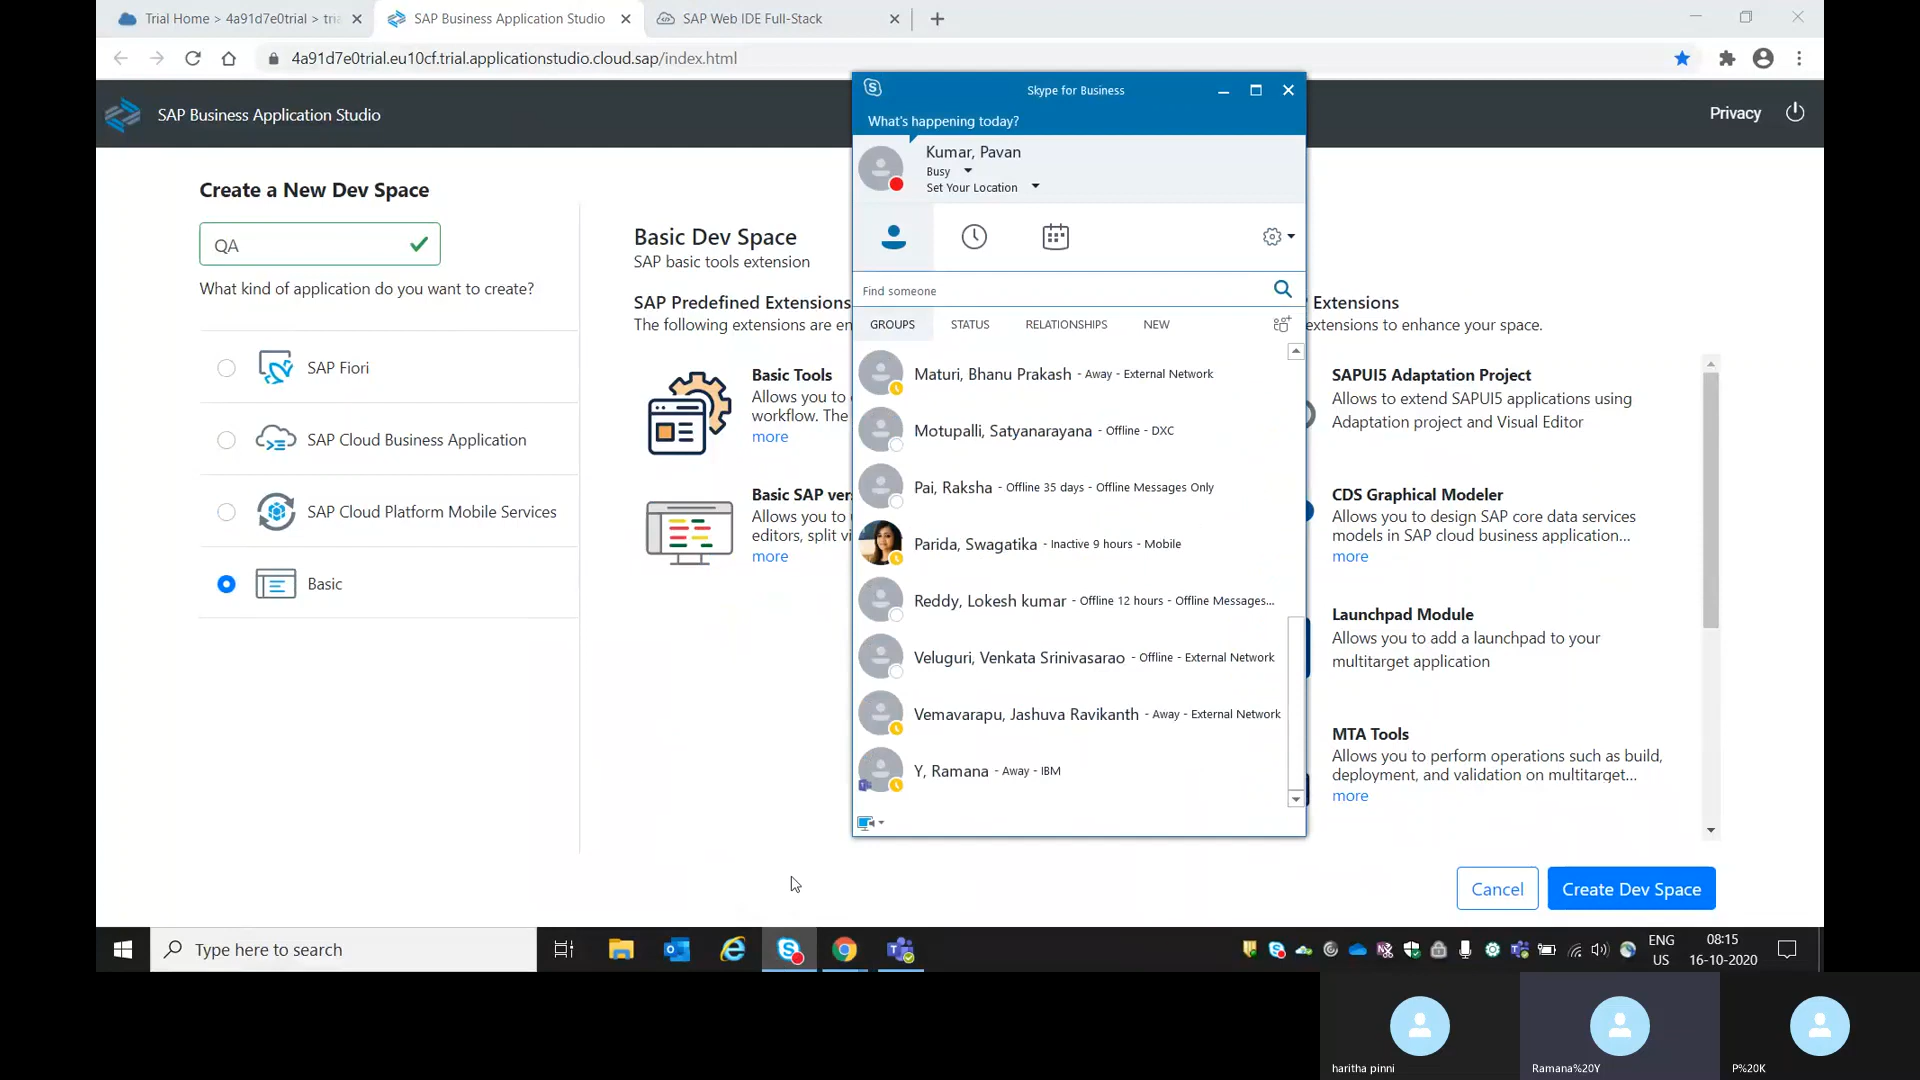 Trial Home > 4a91d7e0trial > tri
SAP Business Application Studio
SAP Web IDE Full-Stack
4a91d7e0trial.eu10cf.trial.applicationstudio.cloud.sap/index.html
SAP Business Application Studio
Privacy
Create a New Dev Space
QA
What kind of application do you want to create?
SAP Fiori
SAP Cloud Business Application
SAP Cloud Platform Mobile Services
Basic
Basic Dev Space
SAP basic tools extension
SAP Predefined Extensions
The following extensions are en
Basic Tools
Allows you to
workflow. The
more
Basic SAP ver
Allows you to
editors, split vi
more
Skype for Business
What's happening today?
Kumar, Pavan
Busy
Set Your Location
Find someone
GROUPS STATUS RELATIONSHIPS NEW
Maturi, Bhanu Prakash - Away - External Network
Motupalli, Satyanarayana - Offline - DXC
Pai, Raksha - Offline 35 days - Offline Messages Only
Parida, Swagatika - Inactive 9 hours - Mobile
Reddy, Lokesh kumar - Offline 12 hours - Offline Messages...
Veluguri, Venkata Srinivasarao - Offline - External Network
Vemavarapu, Jashuva Ravikanth - Away - External Network
Y, Ramana - Away - IBM
Extensions
extensions to enhance your space.
SAPUI5 Adaptation Project
Allows to extend SAPUI5 applications using
Adaptation project and Visual Editor
CDS Graphical Modeler
Allows you to design SAP core data services
models in SAP cloud business application...
more
Launchpad Module
Allows you to add a launchpad to your
multitarget application
MTA Tools
Allows you to perform operations such as build,
deployment, and validation on multitarget...
more
Cancel
Create Dev Space
Type here to search
ENG
US
08:15
16-10-2020
haritha pinni
Ramana%20Y
P%20K